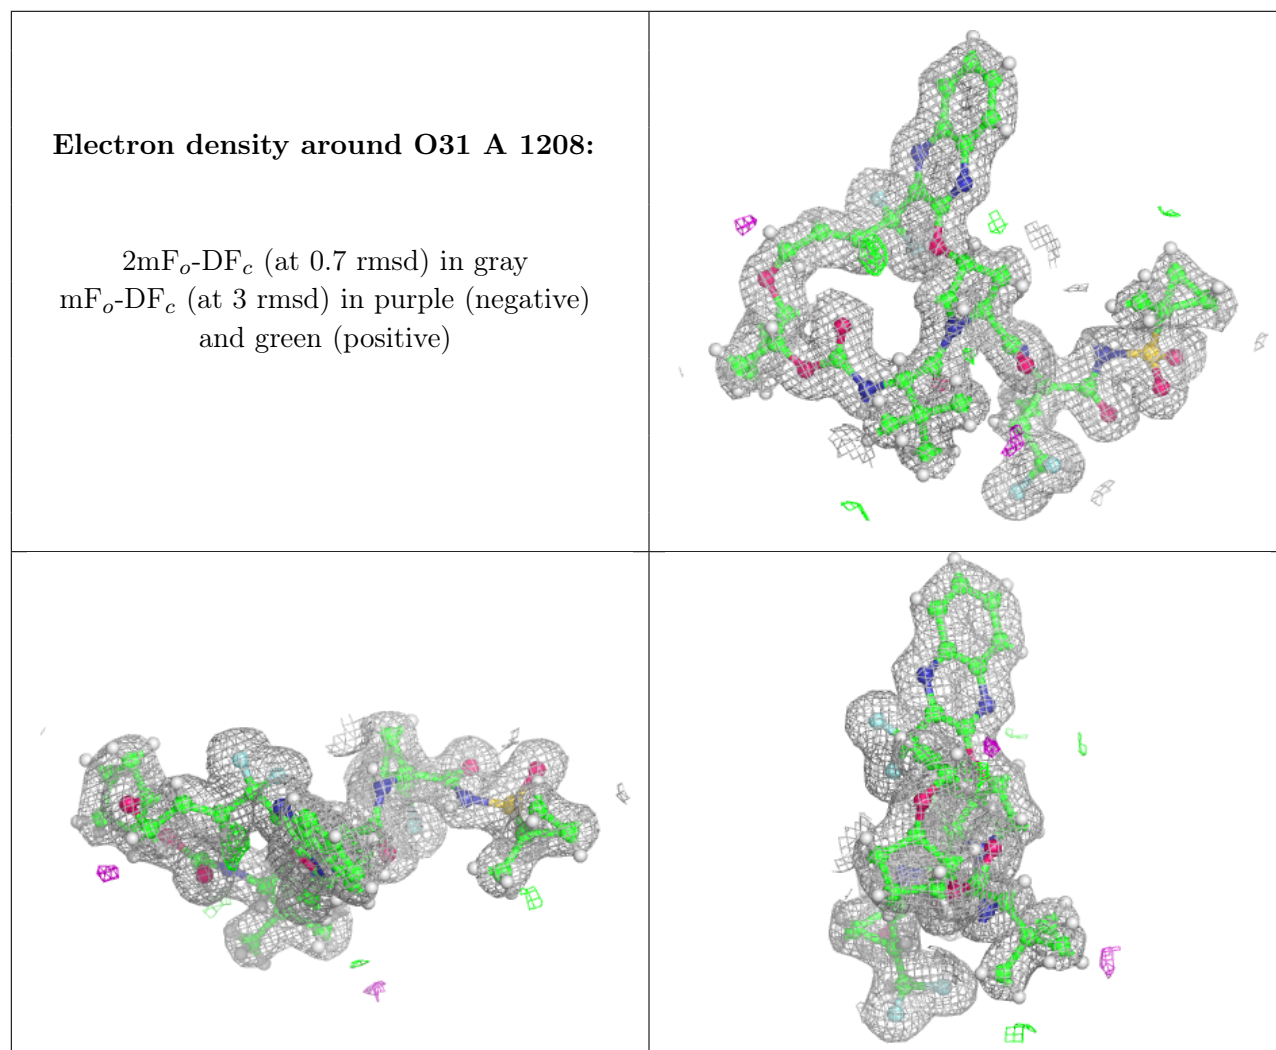 Electron density around O31 A 1208:
2mFo-DFc (at 0.7 rmsd) in gray
mFo-DFc (at 3 rmsd) in purple (negative)
and green (positive)